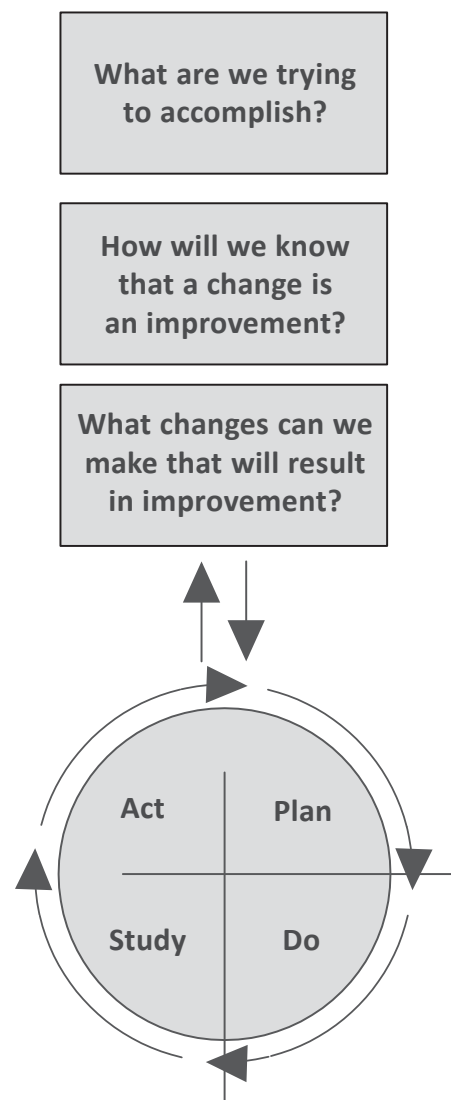 What are we trying
to accomplish?
How will we know
that a change is
an improvement?
What changes can we
make that will result
in improvement?
Act
Plan
Study
Do